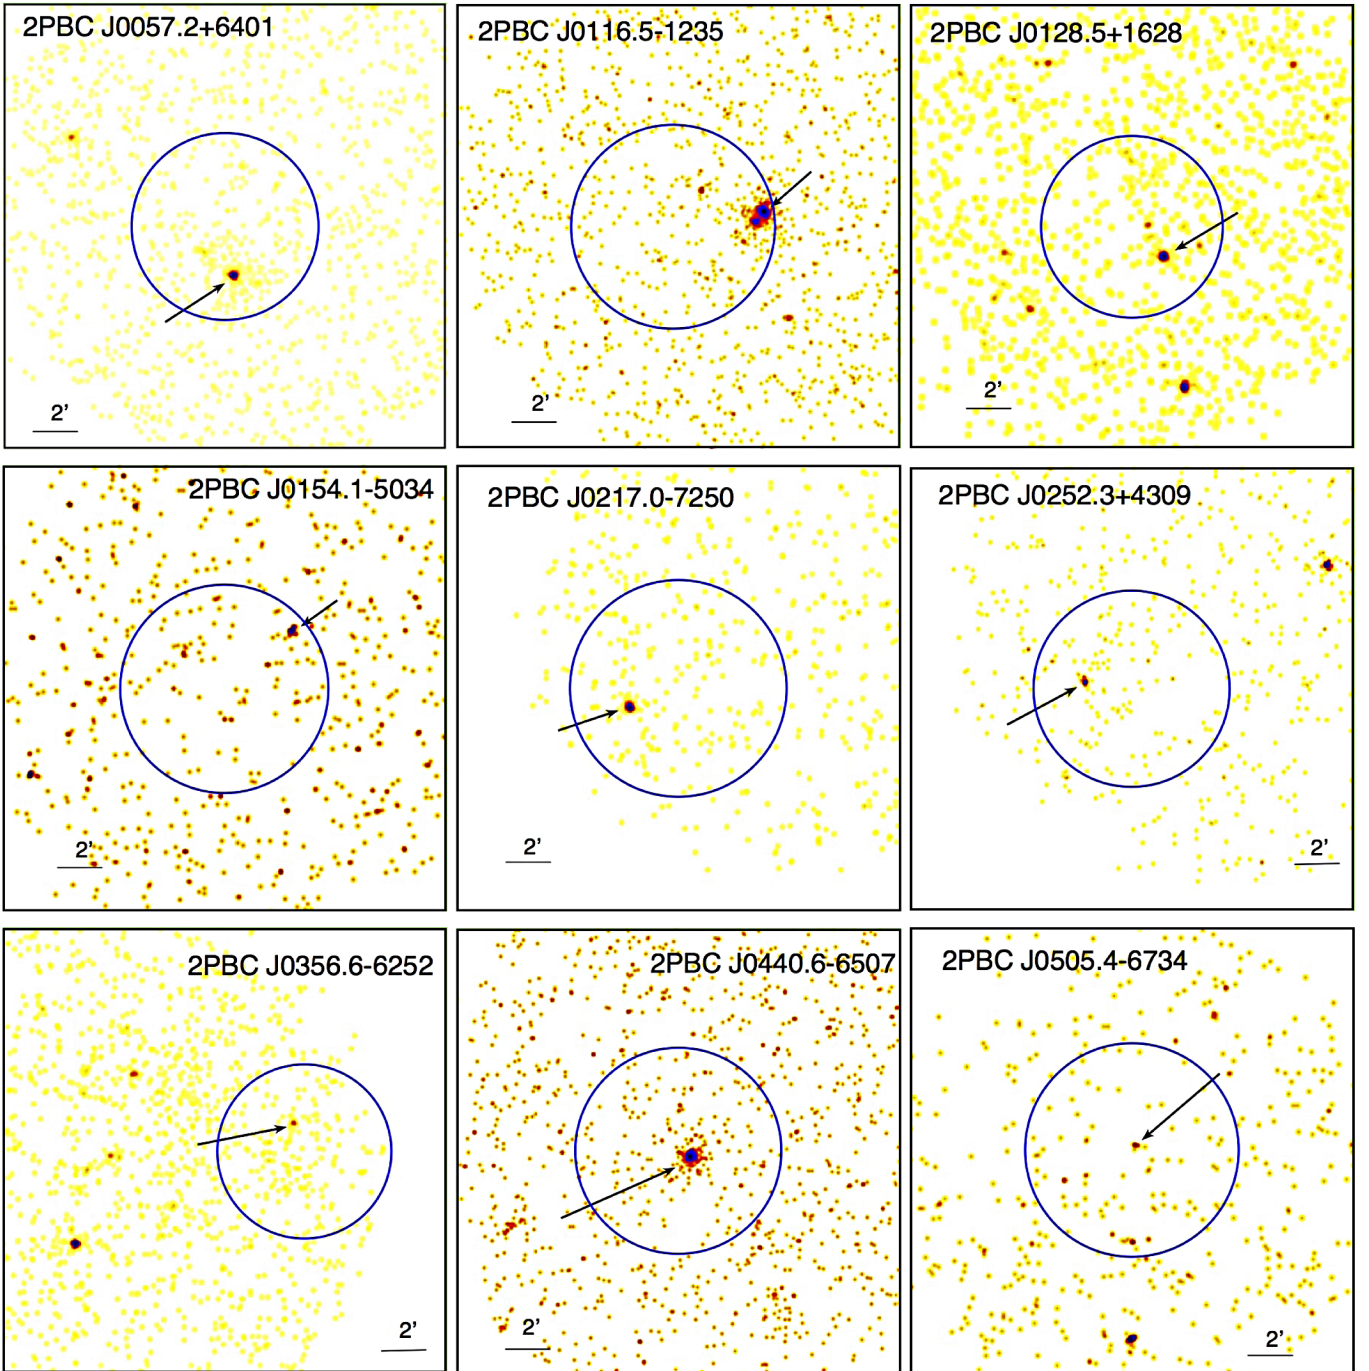 2PBC J0057.2+6401
2'
2PBC J0116.5-1235
2'
2PBC J0128.5+1628
2'
2PBC J0154.1-5034
2'
2PBC J0217.0-7250
2'
2PBC J0252.3+4309
2'
2PBC J0356.6-6252
2'
2PBC J0440.6-6507
2'
2PBC J0505.4-6734
2'